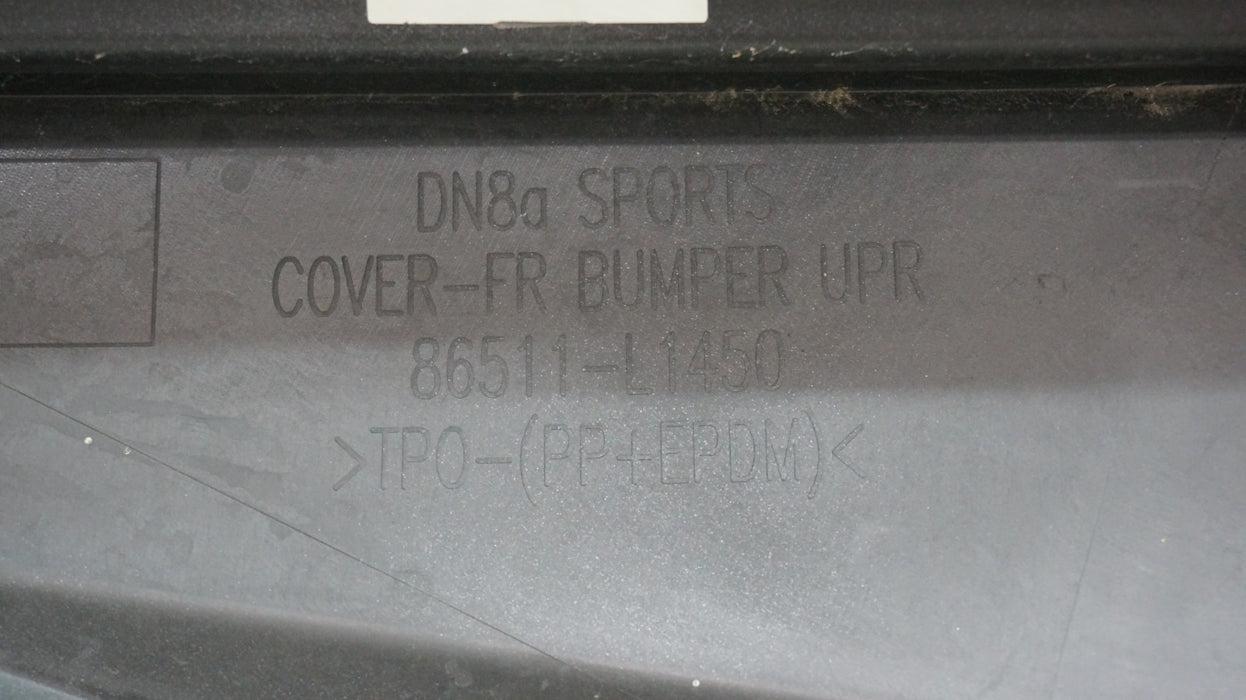 DN8a SPORTS
COVER-FR BUMPER UPR
86511-L1450
>TPO-(PP+EPDM)<